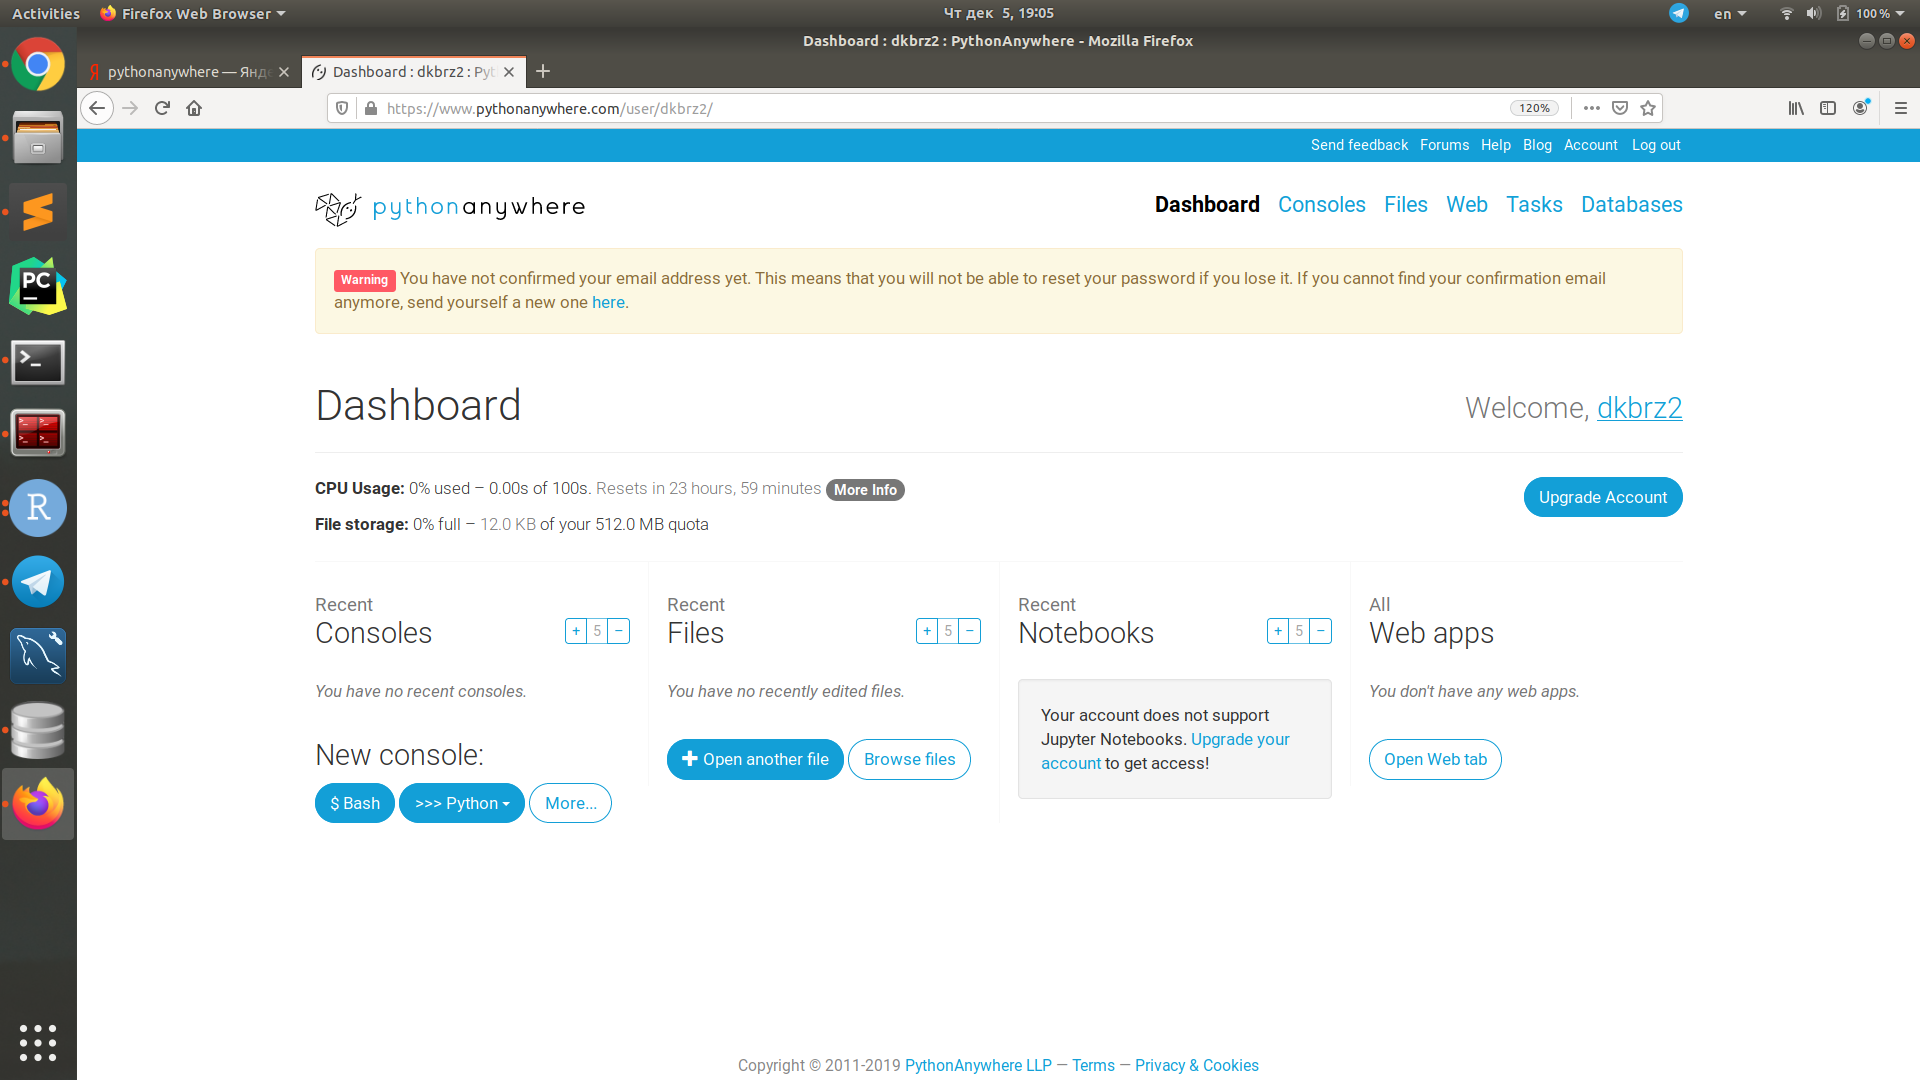 Activities
Firefox Web Browser
Чт дек 5, 19:05
en
100 %
Dashboard : dkbrz2 : PythonAnywhere - Mozilla Firefox
pythonanywhere — Янде
Dashboard : dkbrz2 : Pyt
https://www.pythonanywhere.com/user/dkbrz2/
120%
Send feedback Forums Help Blog Account Log out
pythonanywhere
Dashboard Consoles Files Web Tasks Databases
Warning You have not confirmed your email address yet. This means that you will not be able to reset your password if you lose it. If you cannot find your confirmation email
anymore, send yourself a new one here.
Dashboard
Welcome, dkbrz2
CPU Usage: 0% used – 0.00s of 100s. Resets in 23 hours, 59 minutes More Info
Upgrade Account
File storage: 0% full – 12.0 KB of your 512.0 MB quota
Recent
Consoles
+ 5 −
You have no recent consoles.
New console:
$ Bash
>>> Python
More...
Recent
Files
+ 5 −
You have no recently edited files.
Open another file
Browse files
Recent
Notebooks
+ 5 −
Your account does not support
Jupyter Notebooks. Upgrade your
account to get access!
All
Web apps
You don't have any web apps.
Open Web tab
PC
R
Copyright © 2011-2019 PythonAnywhere LLP — Terms — Privacy & Cookies